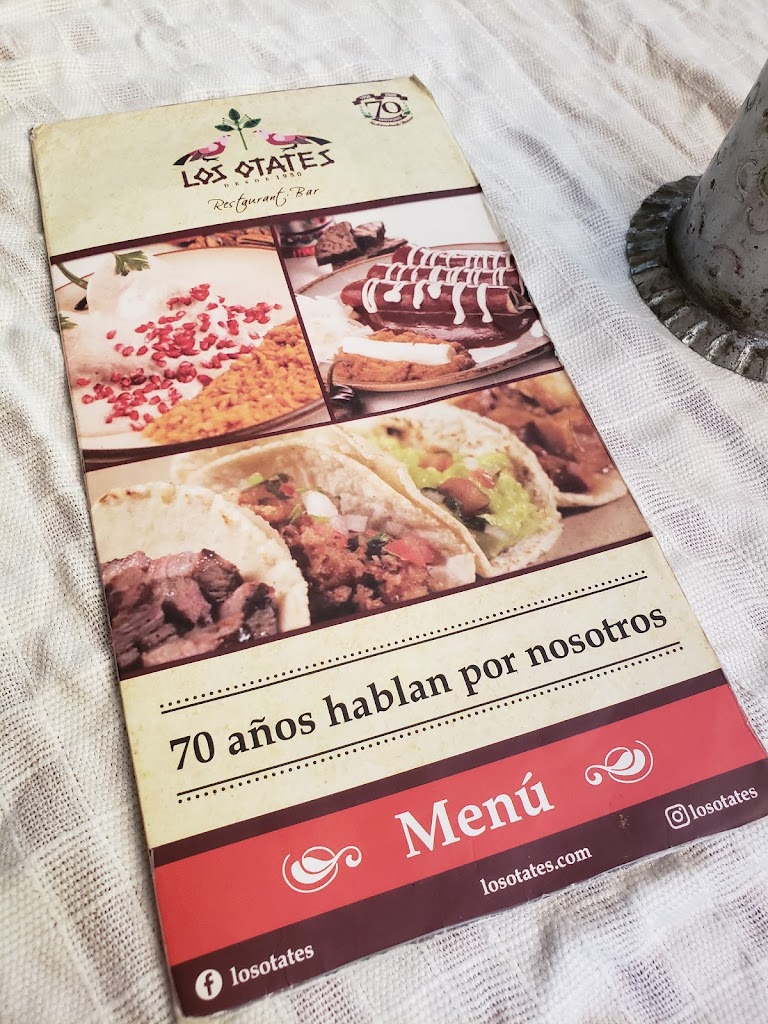 LOS OTATES
DESDE 1950
Restaurant · Bar
70
70 años hablan por nosotros
Menú
losotates
losotates.com
losotates